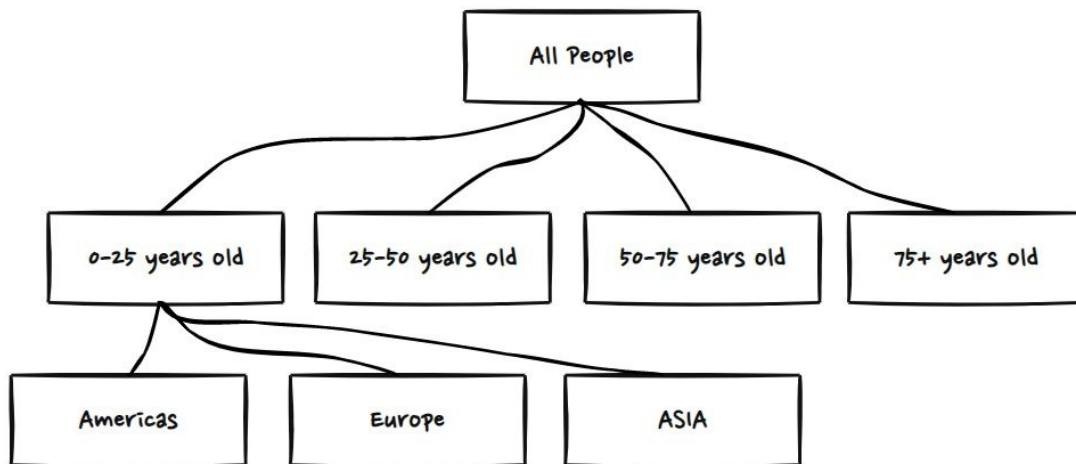 All People
0-25 years old
25-50 years old
50-75 years old
75+ years old
Americas
Europe
ASIA